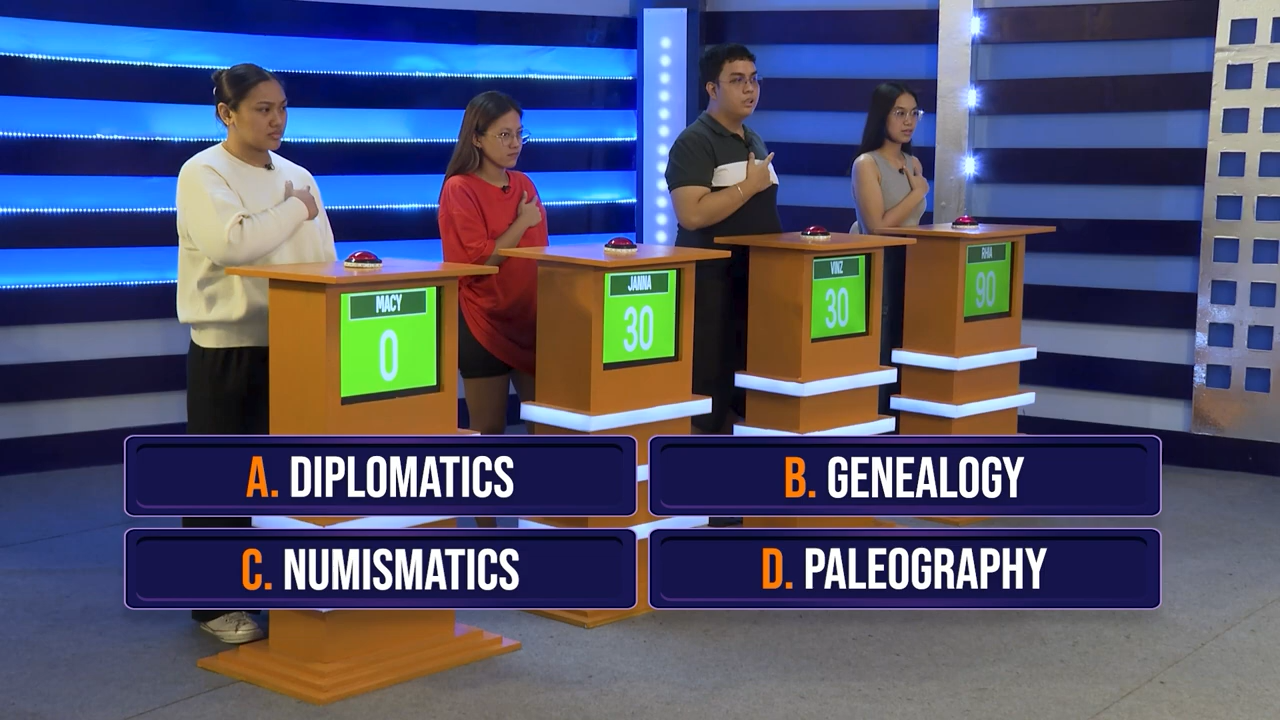 MACY
0
JANNA
30
VINZ
30
RHIA
90
A. DIPLOMATICS
B. GENEALOGY
C. NUMISMATICS
D. PALEOGRAPHY